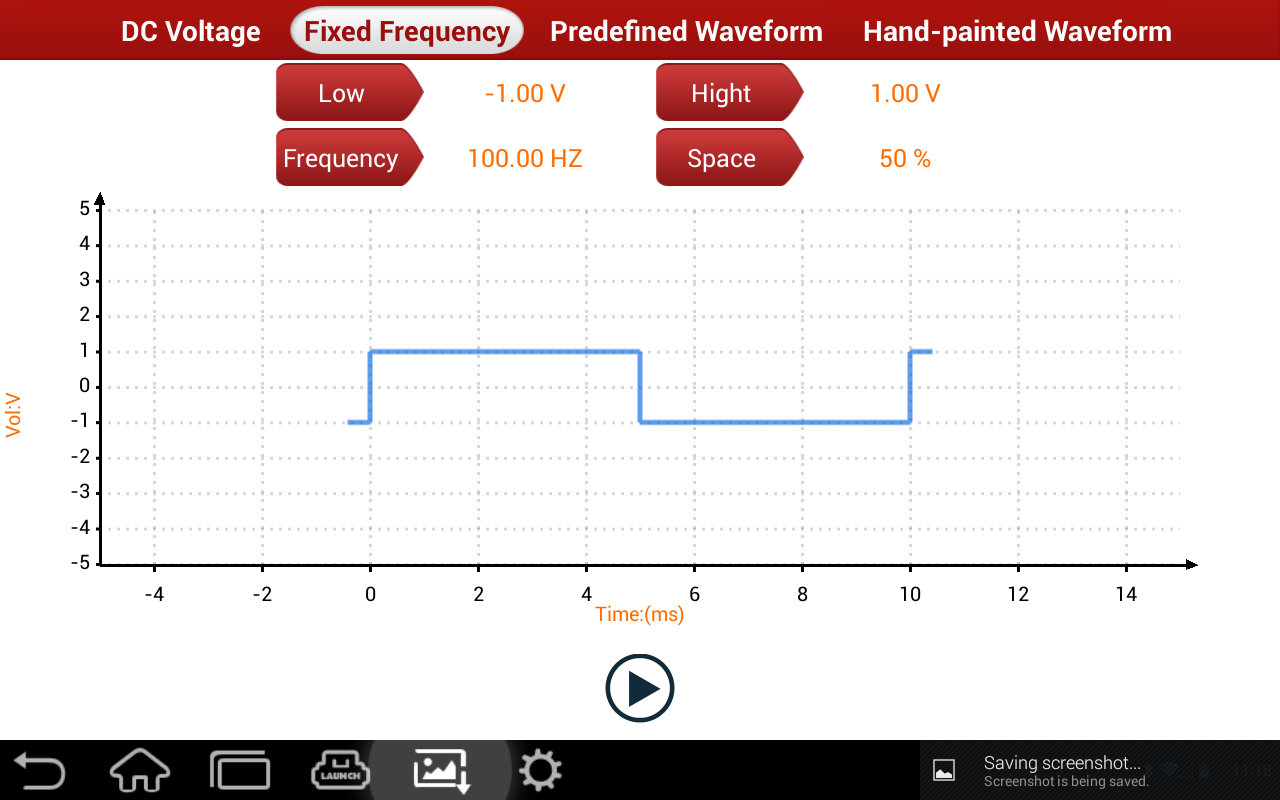 DC Voltage Fixed Frequency Predefined Waveform Hand-painted Waveform
Low -1.00 V Hight 1.00 V
Frequency 100.00 HZ Space 50 %
5
4
3
2
1
0
-1
-2
-3
-4
-5
Vol:V
-4 -2 0 2 4 6 8 10 12 14
Time:(ms)
LAUNCH
Saving screenshot...
Screenshot is being saved.